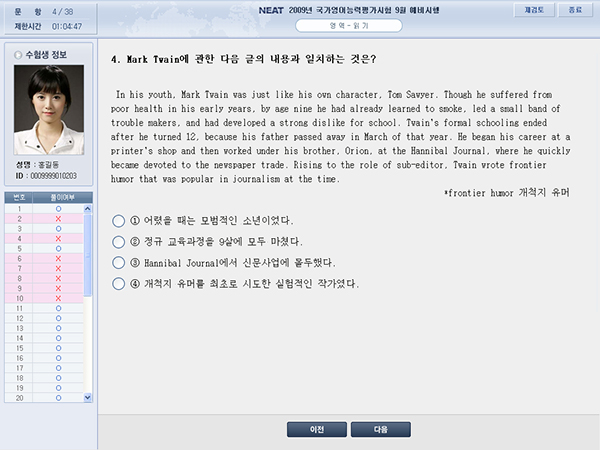 문 항 4 / 38
제한시간 01:04:47
NEAT 2009년 국가영어능력평가시험 9월 예비시행
영 역 - 읽 기
재검토
종료
수험생 정보
성명 : 홍길동
ID : 0009999010203
번호 풀이여부
1 O
2 X
3 O
4 X
5 O
6 X
7 X
8 X
9 X
10 X
11 O
12 O
13 O
14 O
15 O
16 O
17 O
18 O
19 O
20 O
4. Mark Twain에 관한 다음 글의 내용과 일치하는 것은?
In his youth, Mark Twain was just like his own character, Tom Sawyer. Though he suffered from
poor health in his early years, by age nine he had already learned to smoke, led a small band of
trouble makers, and had developed a strong dislike for school. Twain's formal schooling ended
after he turned 12, because his father passed away in March of that year. He began his career at a
printer's shop and then worked under his brother, Orion, at the Hannibal Journal, where he quickly
became devoted to the newspaper trade. Rising to the role of sub-editor, Twain wrote frontier
humor that was popular in journalism at the time.
*frontier humor 개척지 유머
① 어렸을 때는 모범적인 소년이었다.
② 정규 교육과정을 9살에 모두 마쳤다.
③ Hannibal Journal에서 신문사업에 몰두했다.
④ 개척지 유머를 최초로 시도한 실험적인 작가였다.
이전
다음